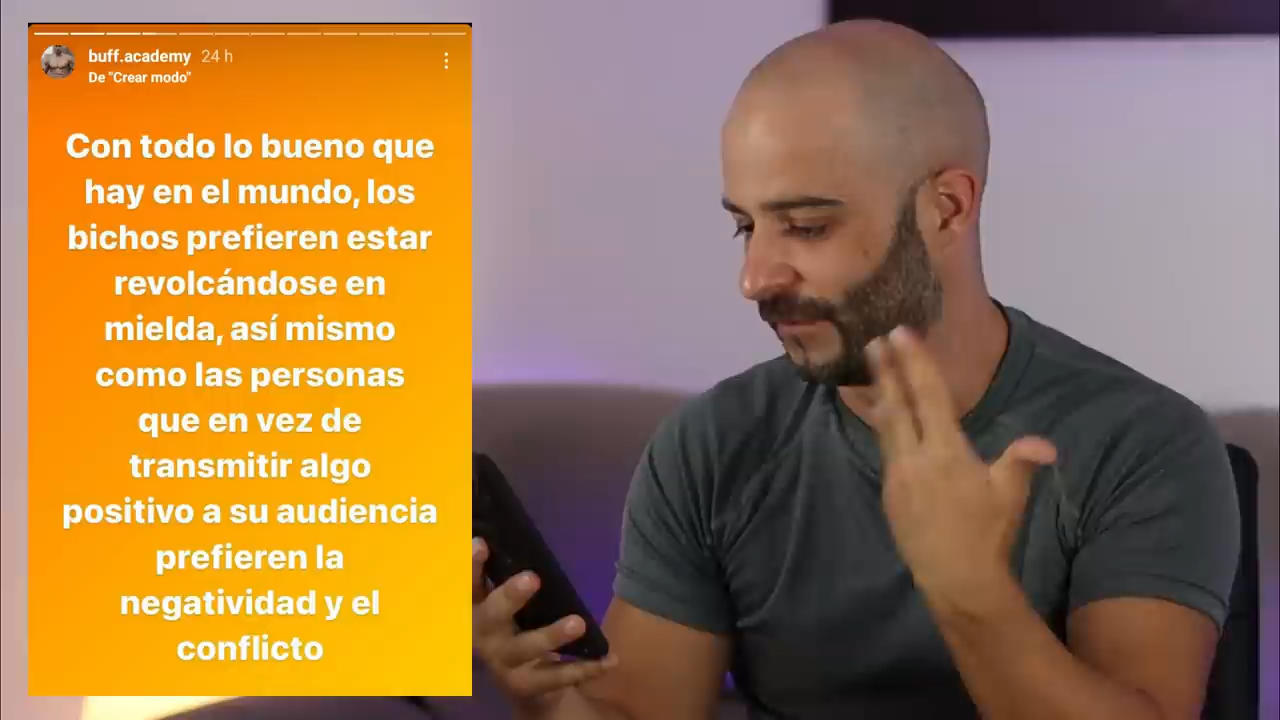 buff.academy 24 h
De "Crear modo"
Con todo lo bueno que
hay en el mundo, los
bichos prefieren estar
revolcándose en
mielda, así mismo
como las personas
que en vez de
transmitir algo
positivo a su audiencia
prefieren la
negatividad y el
conflicto